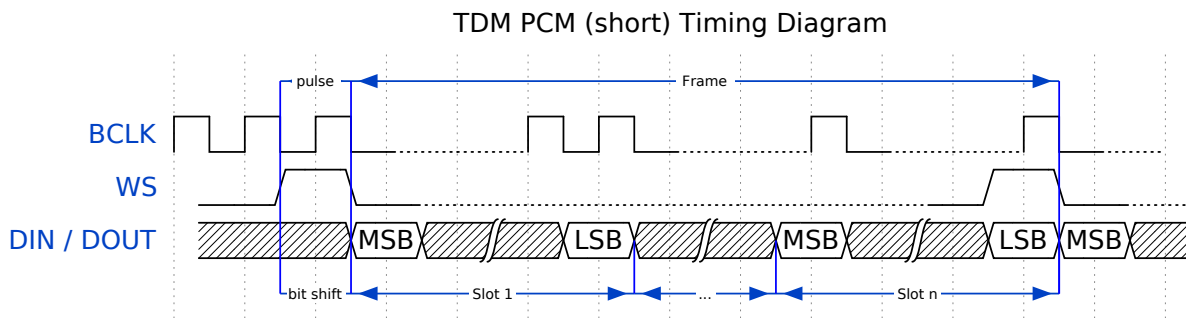 TDM PCM (short) Timing Diagram
pulse Frame
BCLK
WS
DIN / DOUT MSB LSB MSB LSB MSB
bit shift Slot 1 ... Slot n